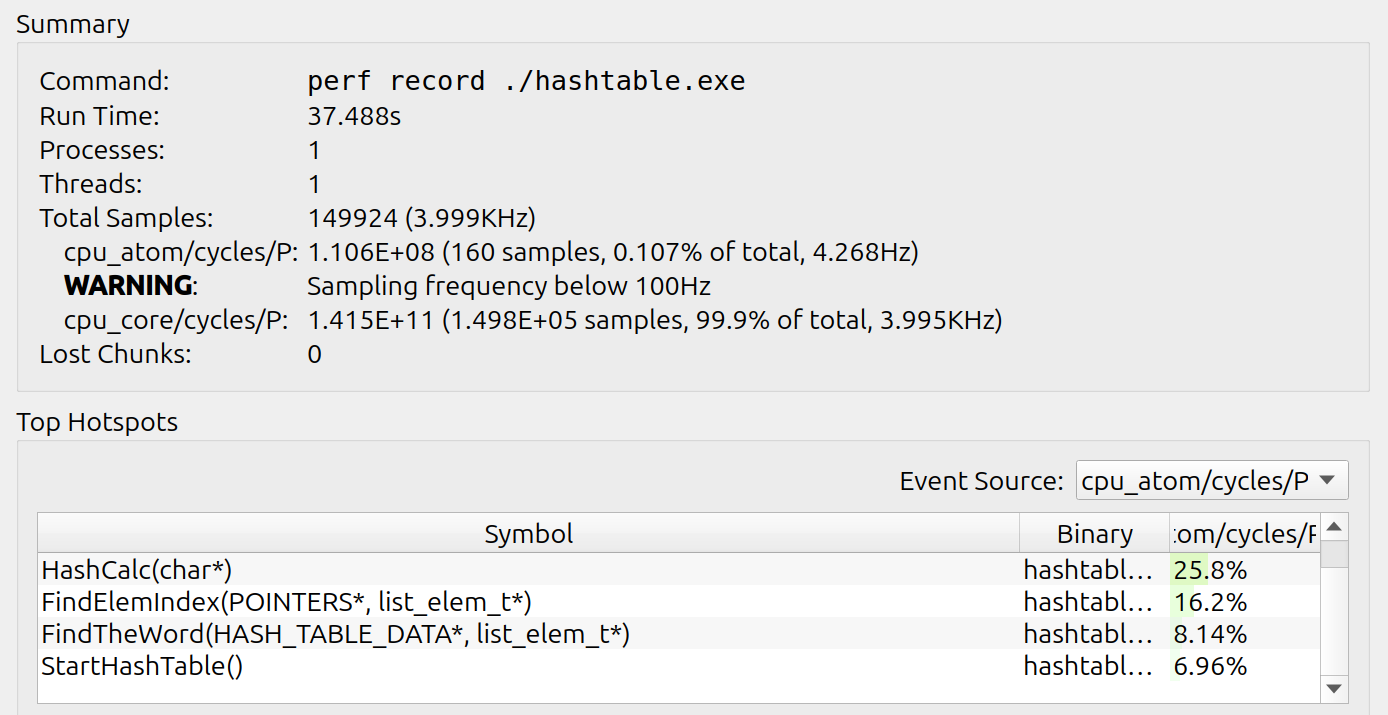 Summary
Command: perf record ./hashtable.exe
Run Time: 37.488s
Processes: 1
Threads: 1
Total Samples: 149924 (3.999KHz)
cpu_atom/cycles/P: 1.106E+08 (160 samples, 0.107% of total, 4.268Hz)
WARNING: Sampling frequency below 100Hz
cpu_core/cycles/P: 1.415E+11 (1.498E+05 samples, 99.9% of total, 3.995KHz)
Lost Chunks: 0
Top Hotspots
Event Source: cpu_atom/cycles/P
Symbol Binary tom/cycles/P
HashCalc(char*) hashtabl... 25.8%
FindElemIndex(POINTERS*, list_elem_t*) hashtabl... 16.2%
FindTheWord(HASH_TABLE_DATA*, list_elem_t*) hashtabl... 8.14%
StartHashTable() hashtabl... 6.96%